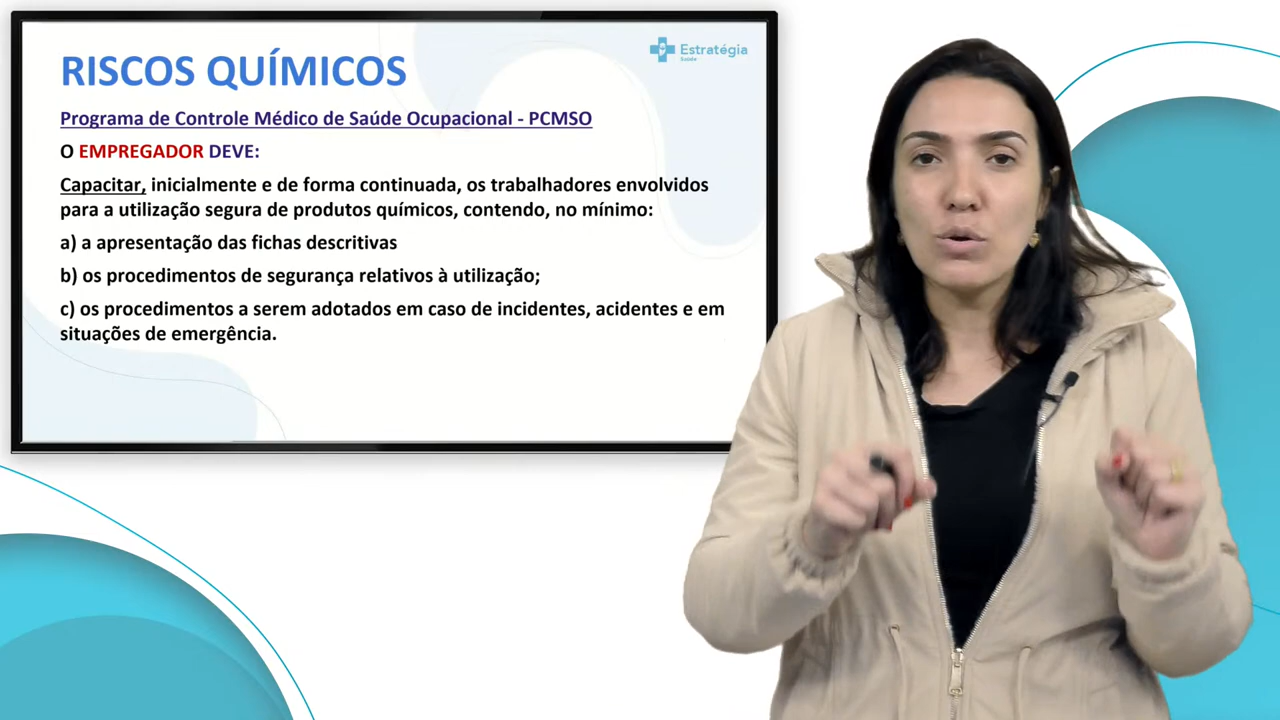 RISCOS QUÍMICOS
Estratégia
Saúde
Programa de Controle Médico de Saúde Ocupacional - PCMSO
O EMPREGADOR DEVE:
Capacitar, inicialmente e de forma continuada, os trabalhadores envolvidos
para a utilização segura de produtos químicos, contendo, no mínimo:
a) a apresentação das fichas descritivas
b) os procedimentos de segurança relativos à utilização;
c) os procedimentos a serem adotados em caso de incidentes, acidentes e em
situações de emergência.